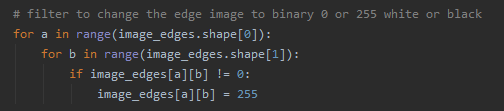 # filter to change the edge image to binary 0 or 255 white or black
for a in range(image_edges.shape[0]):
    for b in range(image_edges.shape[1]):
        if image_edges[a][b] != 0:
            image_edges[a][b] = 255